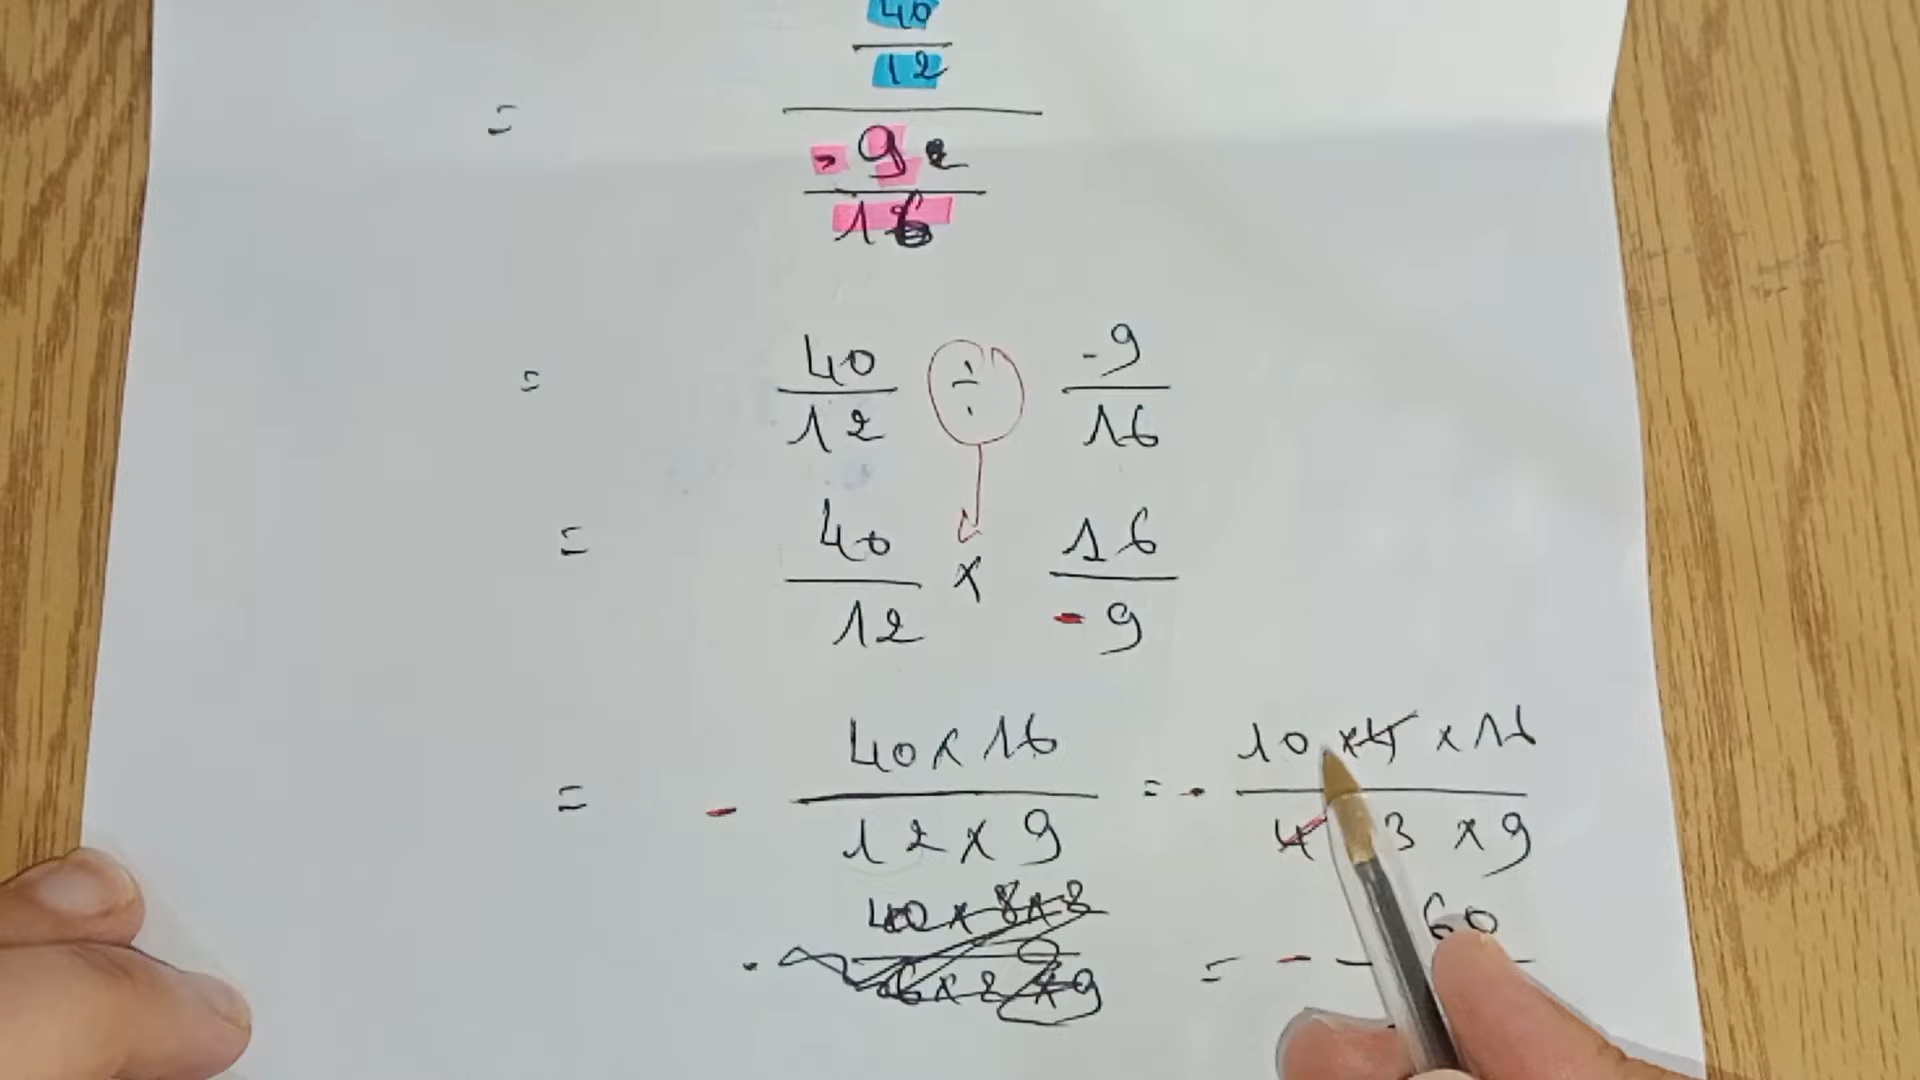 40
12
=
- 9
16
= 40 ÷ -9
12 16
= 40 × 16
12 - 9
= - 40 × 16 = - 10 × 4 × 16
12 × 9 4 3 × 9
= - 60